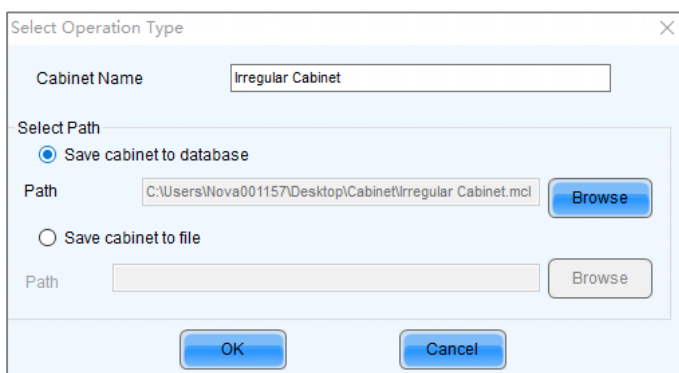 Select Operation Type
Cabinet Name Irregular Cabinet
Select Path
Save cabinet to database
Path C:\Users\Nova001157\Desktop\Cabinet\Irregular Cabinet.mcl Browse
Save cabinet to file
Path Browse
OK Cancel